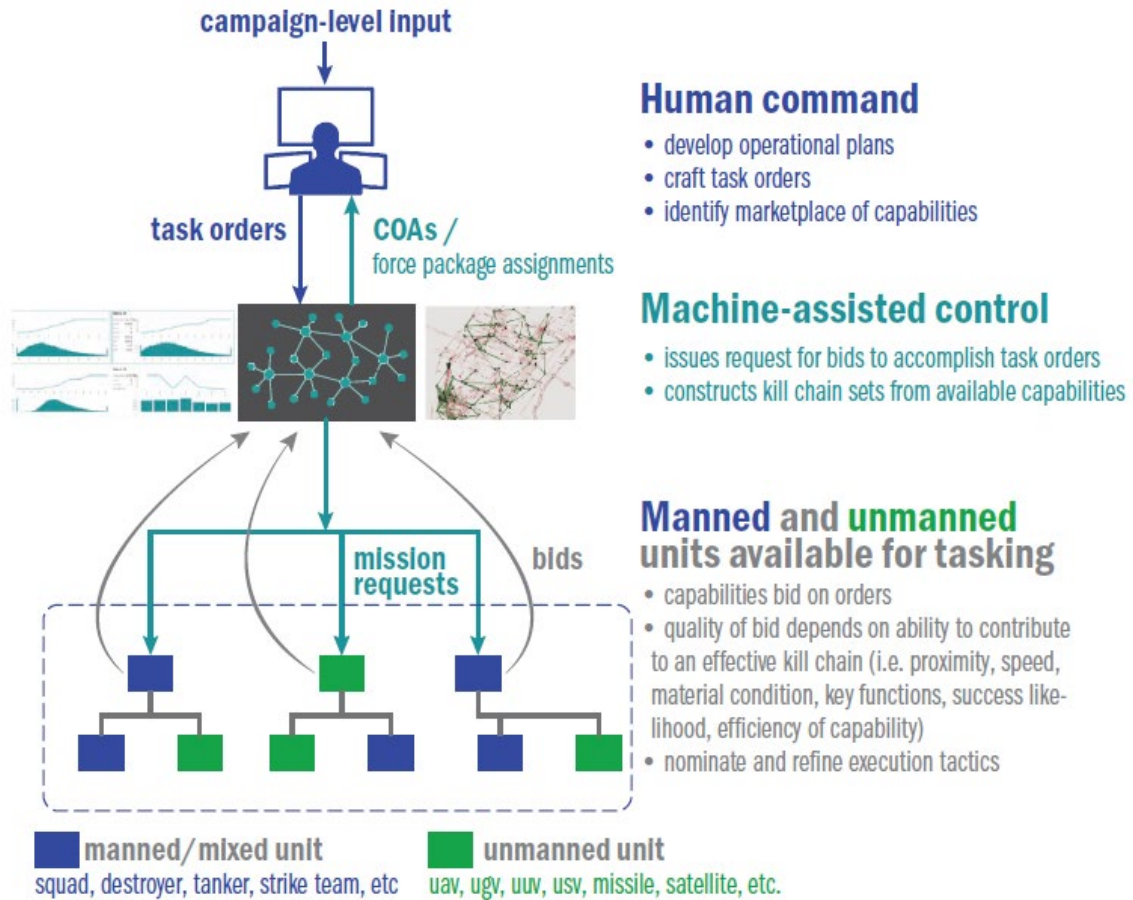 campaign-level input
task orders
COAs /
force package assignments
Human command
• develop operational plans
• craft task orders
• identify marketplace of capabilities
Machine-assisted control
• issues request for bids to accomplish task orders
• constructs kill chain sets from available capabilities
mission
requests
bids
Manned and unmanned
units available for tasking
• capabilities bid on orders
• quality of bid depends on ability to contribute
to an effective kill chain (i.e. proximity, speed,
material condition, key functions, success like-
lihood, efficiency of capability)
• nominate and refine execution tactics
manned/mixed unit
squad, destroyer, tanker, strike team, etc
unmanned unit
uav, ugv, uuv, usv, missile, satellite, etc.